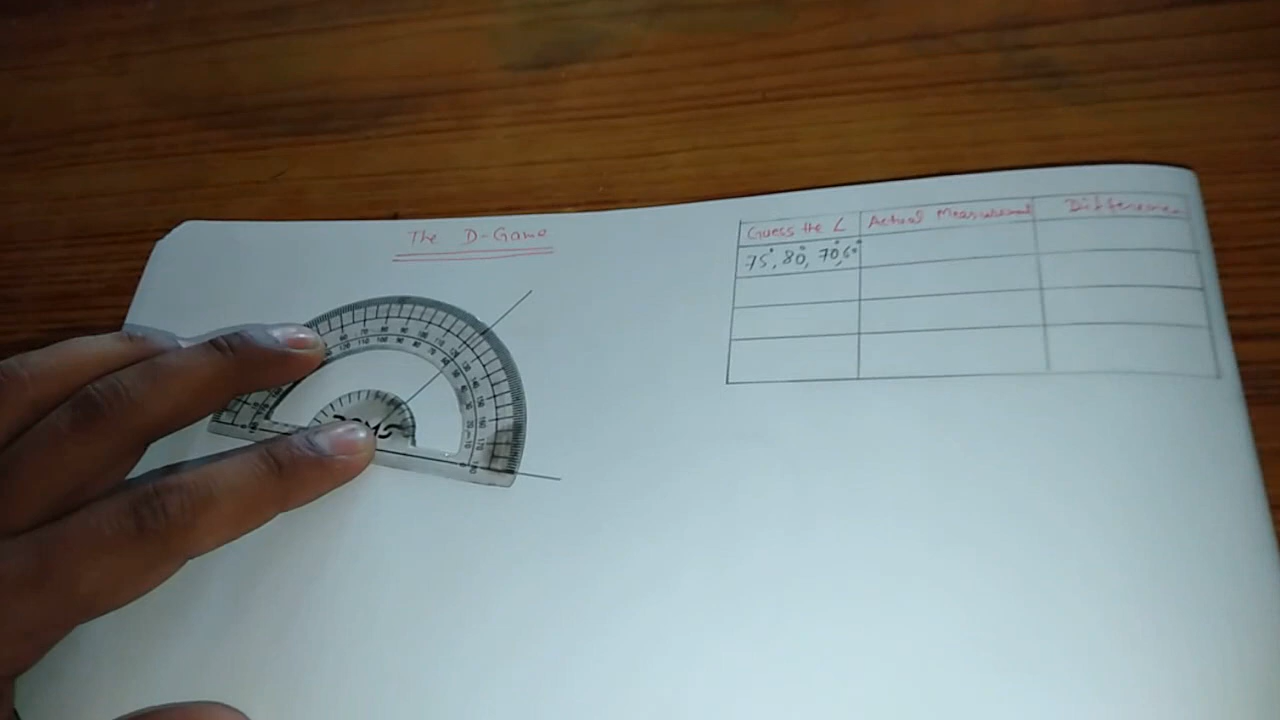 The D-Game
Guess the ∠ Actual Measurement Difference
75°, 80°, 70°, 60°